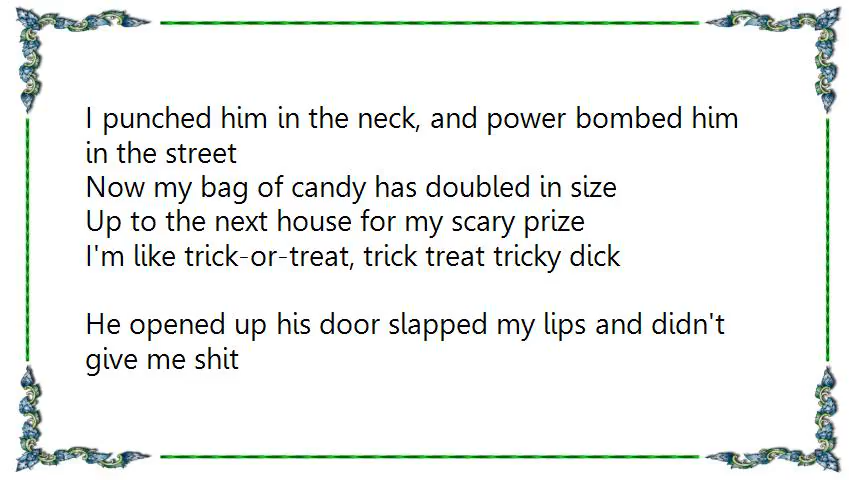 I punched him in the neck, and power bombed him
in the street
Now my bag of candy has doubled in size
Up to the next house for my scary prize
I'm like trick-or-treat, trick treat tricky dick
He opened up his door slapped my lips and didn't
give me shit